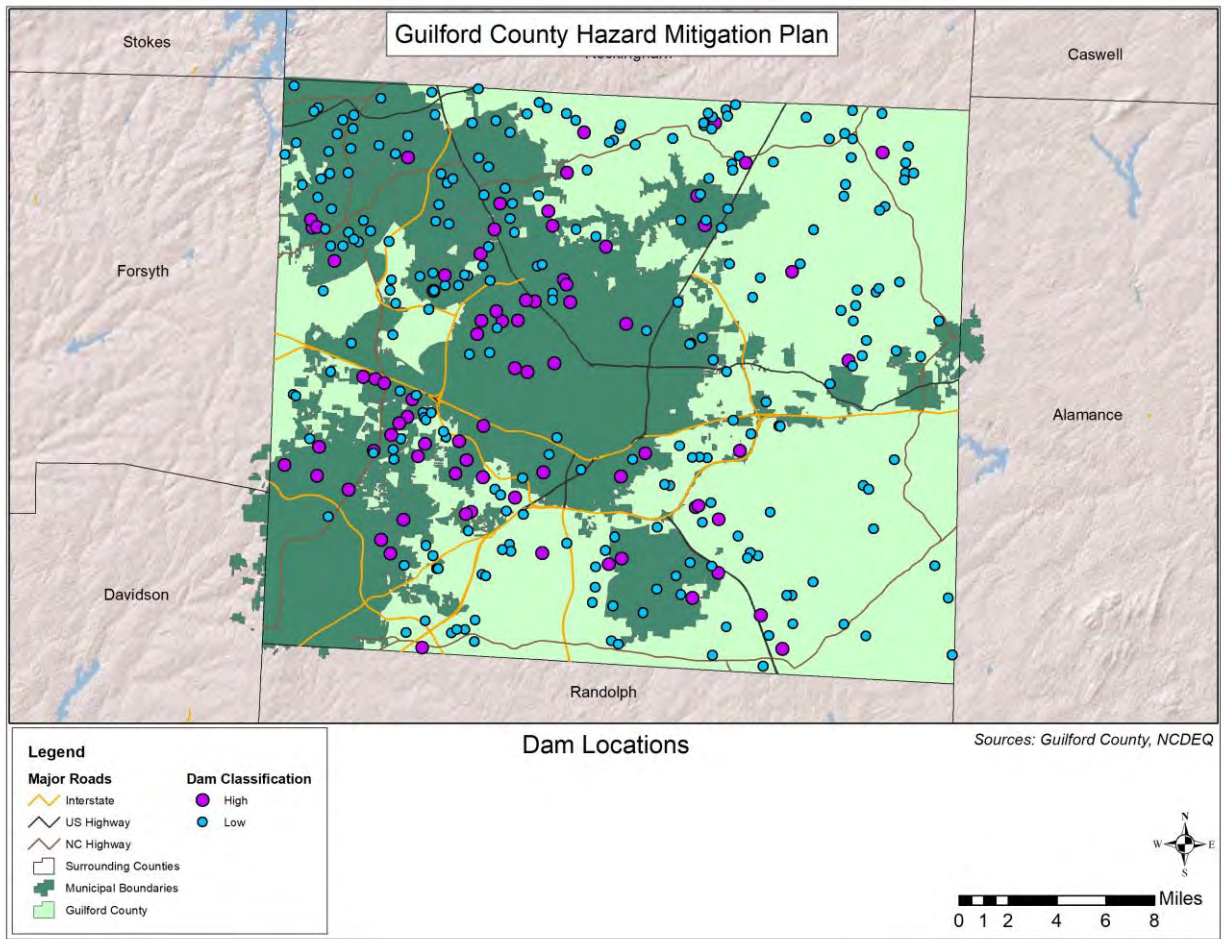 Guilford County Hazard Mitigation Plan
Stokes
Rockingham
Caswell
Forsyth
Alamance
Davidson
Randolph
Dam Locations
Sources: Guilford County, NCDEQ
Legend
Major Roads
Interstate
US Highway
NC Highway
Surrounding Counties
Municipal Boundaries
Guilford County
Dam Classification
High
Low
N
W E
S
Miles
0 1 2 4 6 8